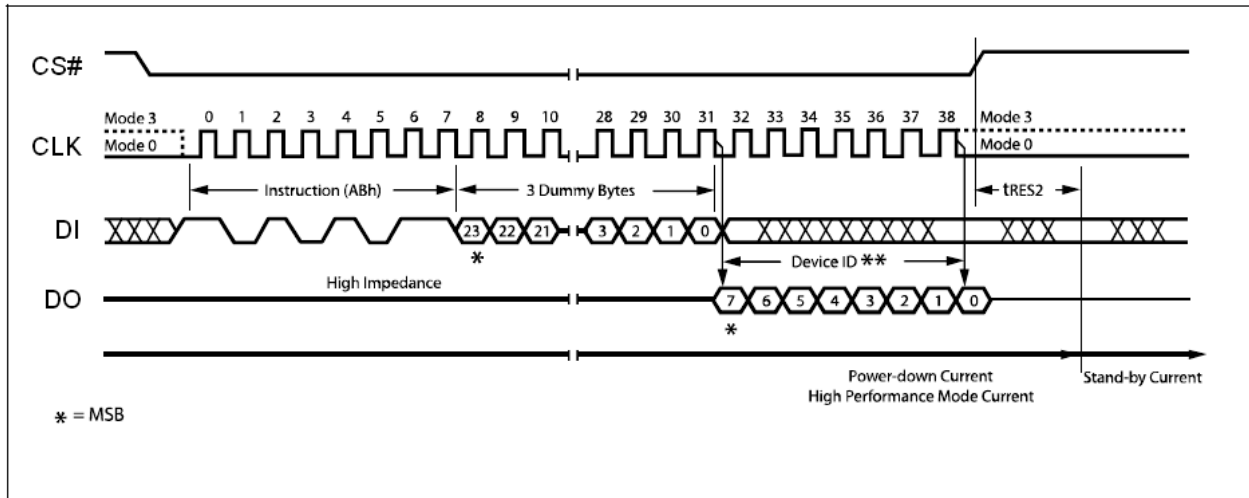 CS#
Mode 3 0 1 2 3 4 5 6 7 8 9 10 28 29 30 31 32 33 34 35 36 37 38 Mode 3
CLK Mode 0 Mode 0
Instruction (ABh) 3 Dummy Bytes tRES2
DI 23 22 21 3 2 1 0
*
Device ID **
High Impedance
DO 7 6 5 4 3 2 1 0
*
Power-down Current Stand-by Current
High Performance Mode Current
* = MSB